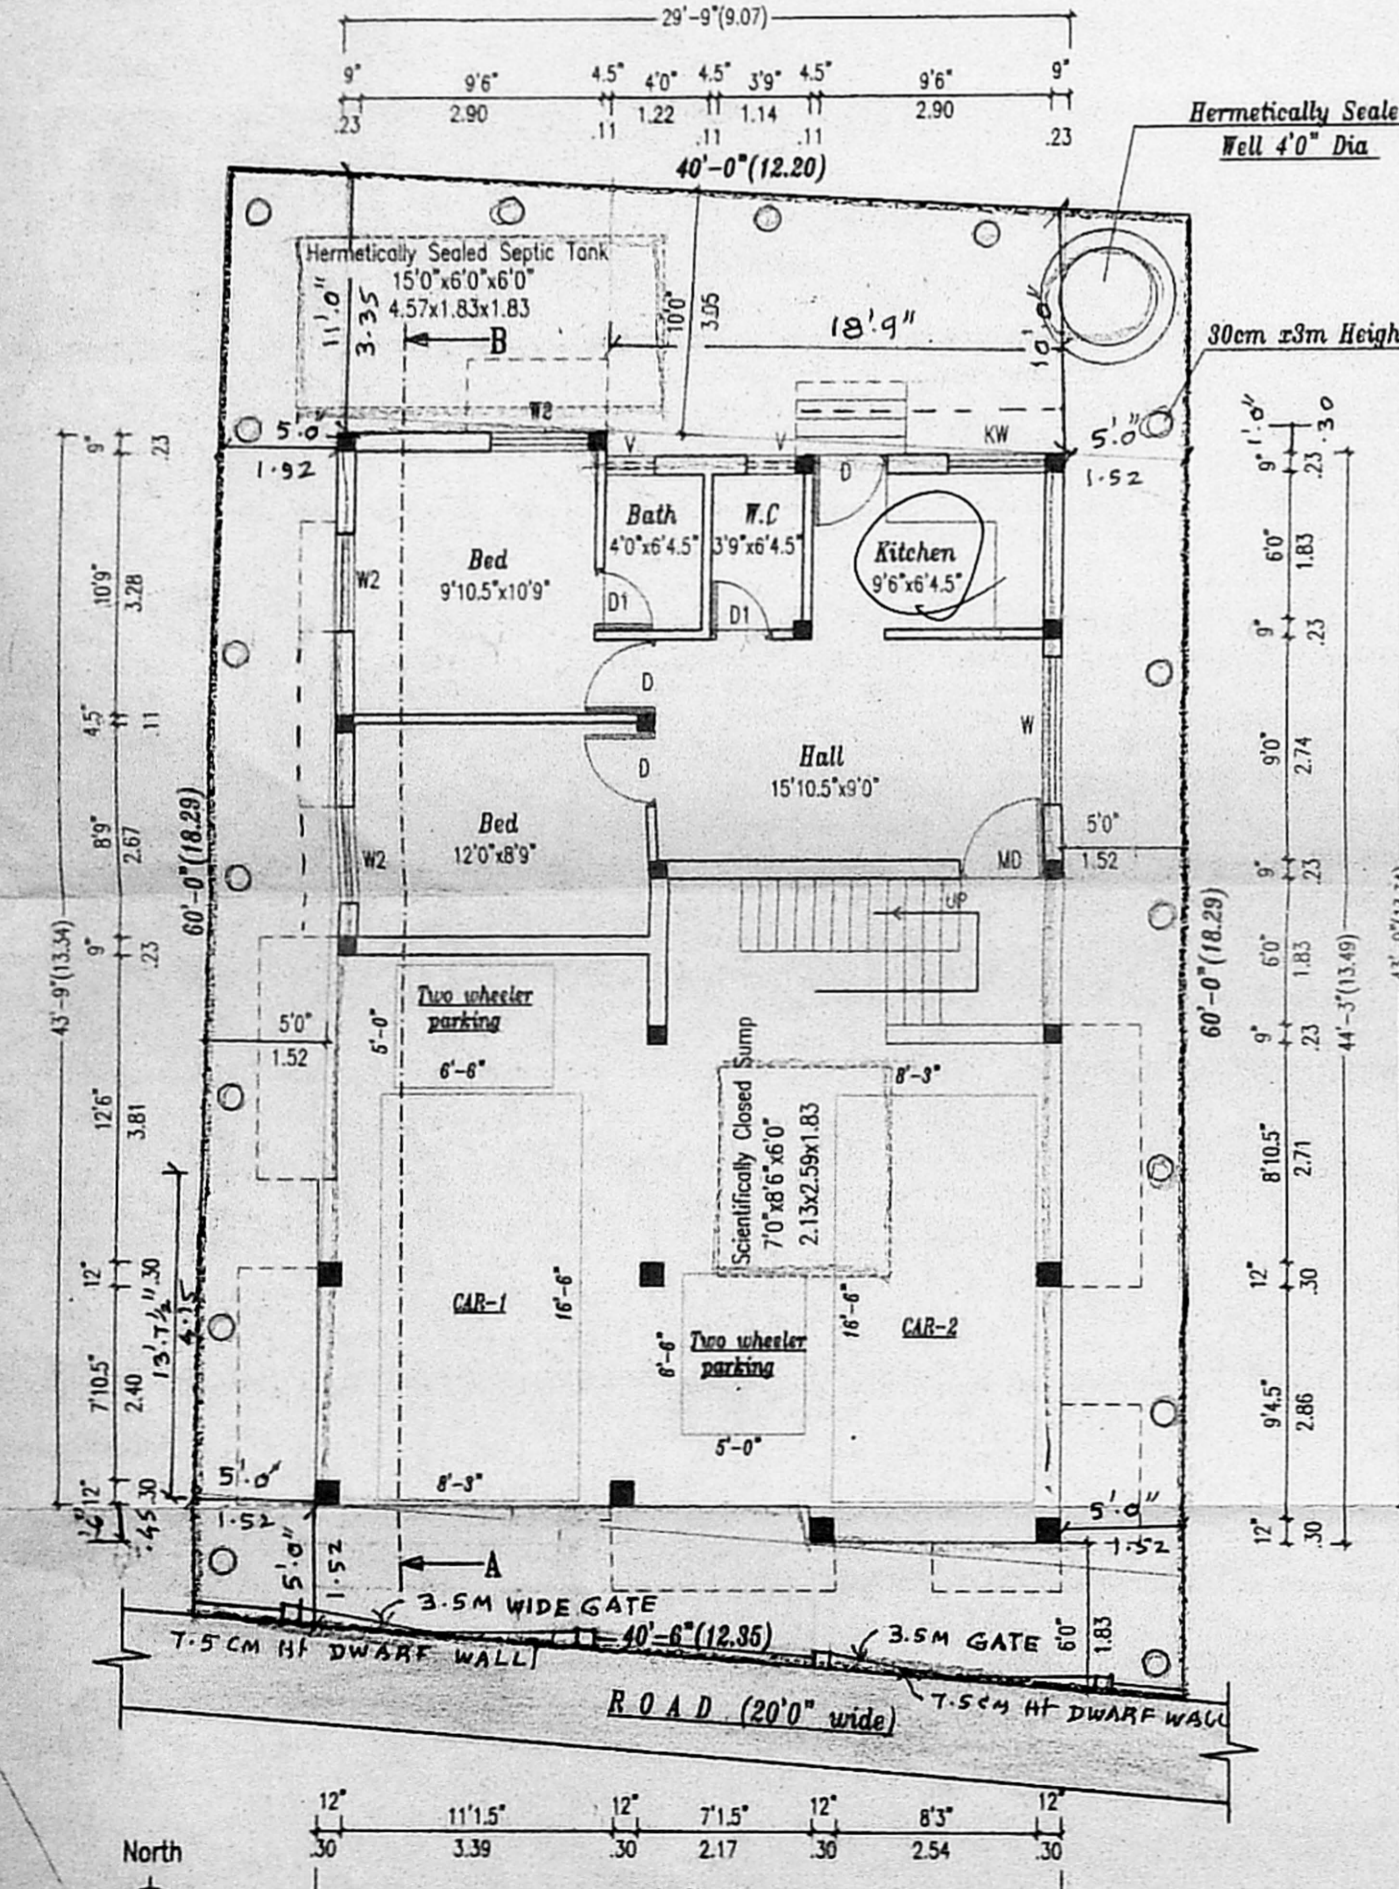 29'-9"(9.07)
9" 9'6" 4.5" 4'0" 4.5" 3'9" 4.5" 9'6" 9"
.23 2.90 .11 1.22 .11 1.14 .11 2.90 .23
40'-0"(12.20)
Hermetically Seale
Well 4'0" Dia
Hermetically Sealed Septic Tank
15'0"x6'0"x6'0"
4.57x1.83x1.83
11'.0"
3.35
B
10'0"
3.05
18'.9"
10'.0"
30cm x3m Heigh
W2
5'.0"
1.92
V
V
KW
5'.0"
1.52
1'.0"
.30
9"
.23
9"
.23
D
Bed
9'10.5"x10'9"
Bath
4'0"x6'4.5"
W.C
3'9"x6'4.5"
Kitchen
9'6"x6'4.5"
W2
D1
D1
10'9"
3.28
6'0"
1.83
9"
.23
D
4.5"
.11
D
Hall
15'10.5"x9'0"
W
9'0"
2.74
Bed
12'0"x8'9"
W2
MD
5'0"
1.52
8'9"
2.67
60'-0"(18.29)
9"
.23
UP
60'-0"(18.29)
43'-9"(13.34)
9"
.23
6'0"
1.83
44'-3"(13.49)
Two wheeler
parking
5'-0"
6'-6"
5'0"
1.52
9"
.23
Scientifically Closed Sump
7'0"x8'6"x6'0"
2.13x2.59x1.83
8'-3"
12'6"
3.81
8'10.5"
2.71
12"
.30
12"
.30
13'.7½"
4.15
CAR-1
16'-6"
Two wheeler
parking
6'-6"
5'-0"
16'-6"
CAR-2
7'10.5"
2.40
9'4.5"
2.86
8'-3"
5'.0"
1.52
12"
.30
.45
5'.0"
1.52
12"
.30
5'.0"
1.52
A
3.5M WIDE GATE
7.5 CM Ht DWARF WALL
40'-6"(12.35)
3.5M GATE
6'0"
1.83
7.5 CM Ht DWARF WALL
ROAD (20'0" wide)
12" 11'1.5" 12" 7'1.5" 12" 8'3" 12"
.30 3.39 .30 2.17 .30 2.54 .30
North